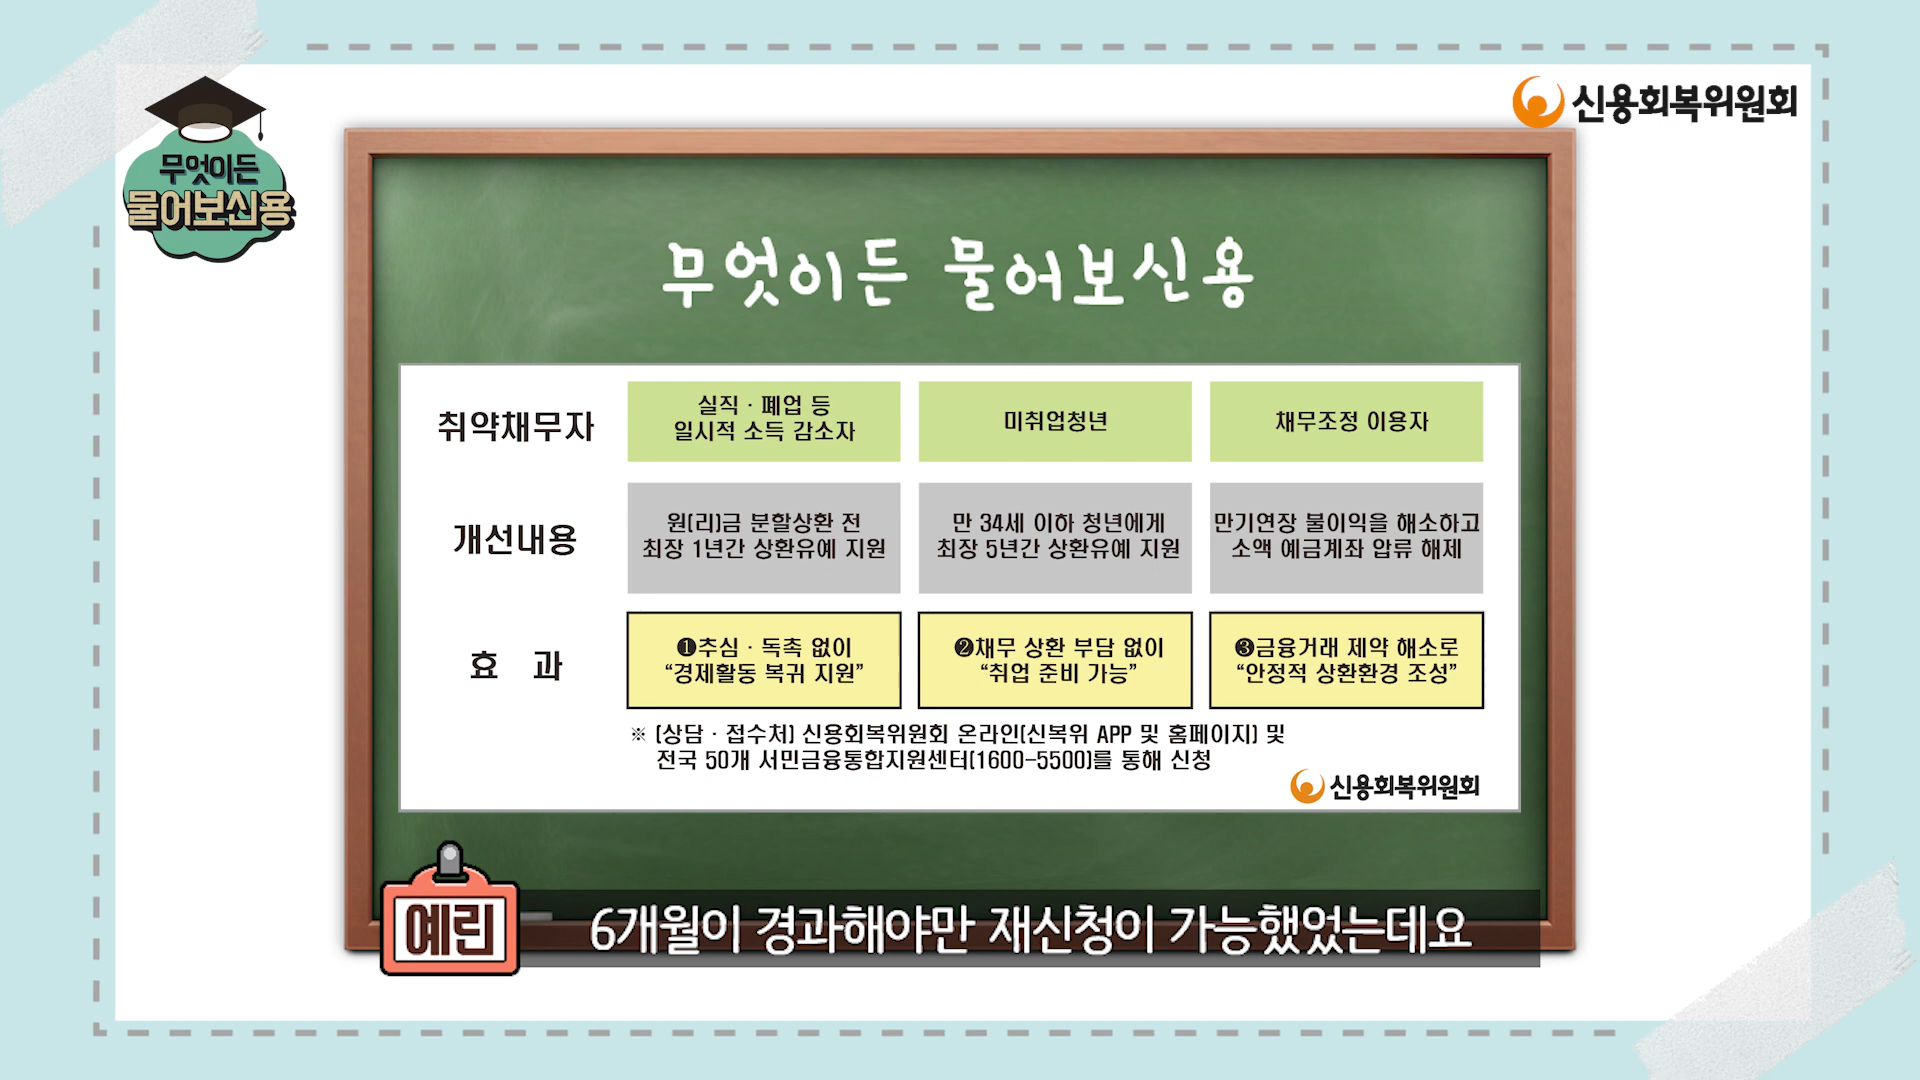 무엇이든
물어보신용
신용회복위원회
무엇이든 물어보신용
취약채무자
실직 · 폐업 등
일시적 소득 감소자
미취업청년
채무조정 이용자
개선내용
원(리)금 분할상환 전
최장 1년간 상환유예 지원
만 34세 이하 청년에게
최장 5년간 상환유예 지원
만기연장 불이익을 해소하고
소액 예금계좌 압류 해제
효 과
❶추심 · 독촉 없이
“경제활동 복귀 지원”
❷채무 상환 부담 없이
“취업 준비 가능”
❸금융거래 제약 해소로
“안정적 상환환경 조성”
※ (상담 · 접수처) 신용회복위원회 온라인(신복위 APP 및 홈페이지) 및
전국 50개 서민금융통합지원센터(1600-5500)를 통해 신청
신용회복위원회
예린
6개월이 경과해야만 재신청이 가능했었는데요